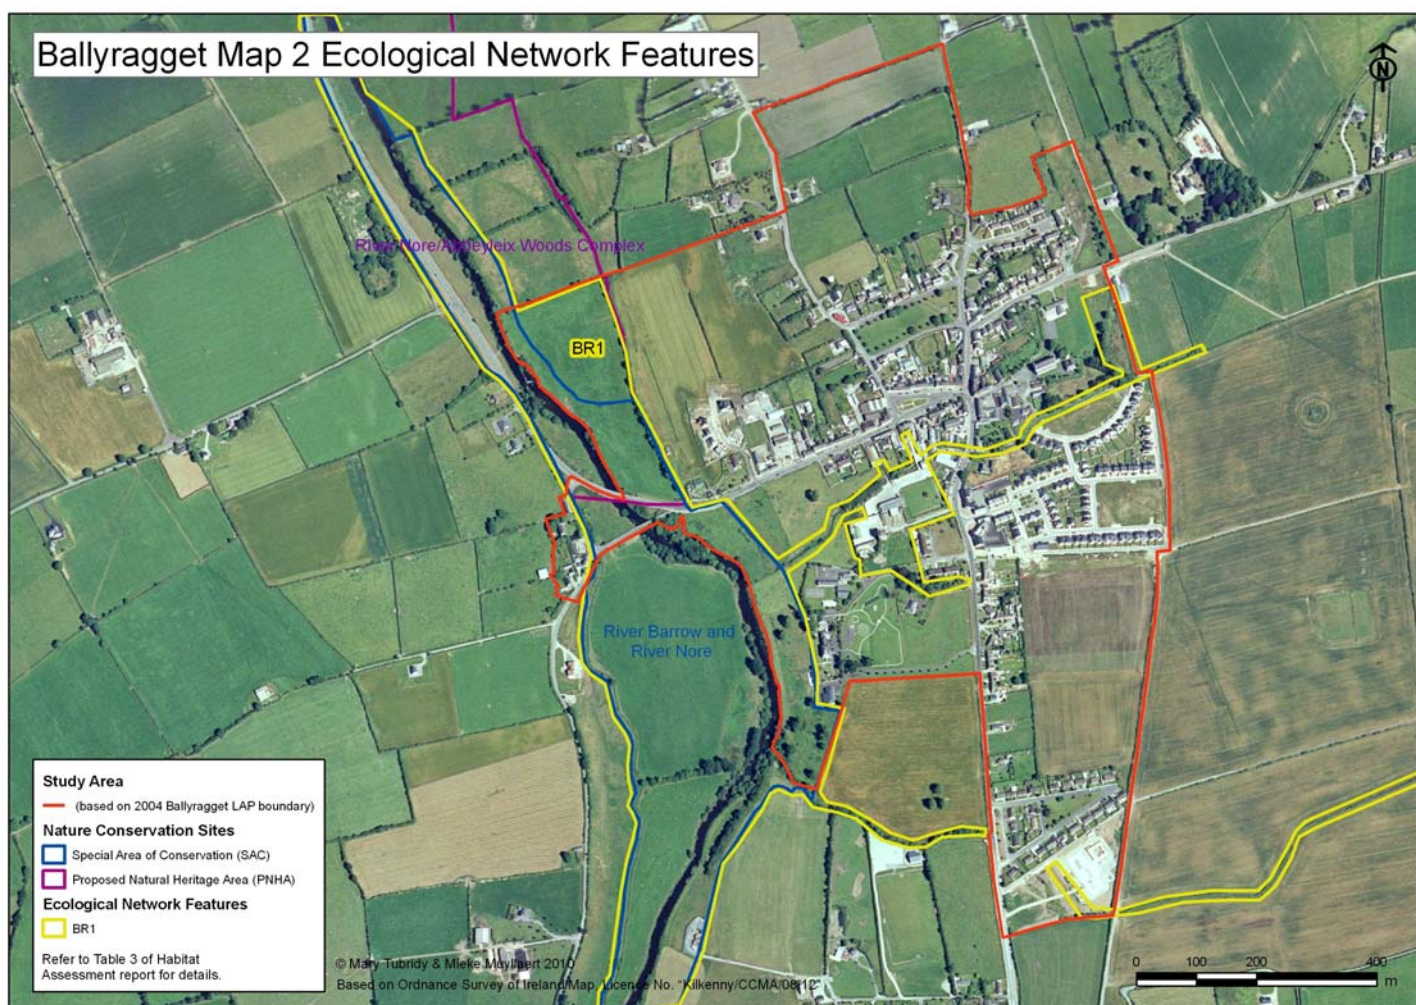 Ballyragget Map 2 Ecological Network Features
N
River Nore/Abbeyleix Woods Complex
BR1
River Barrow and
River Nore
Study Area
(based on 2004 Ballyragget LAP boundary)
Nature Conservation Sites
Special Area of Conservation (SAC)
Proposed Natural Heritage Area (PNHA)
Ecological Network Features
BR1
Refer to Table 3 of Habitat
Assessment report for details.
© Mary Tubridy & Mieke Muyllaert 2010
Based on Ordnance Survey of Ireland Map, Licence No. "Kilkenny/CCMA/08/12"
0 100 200 400
m